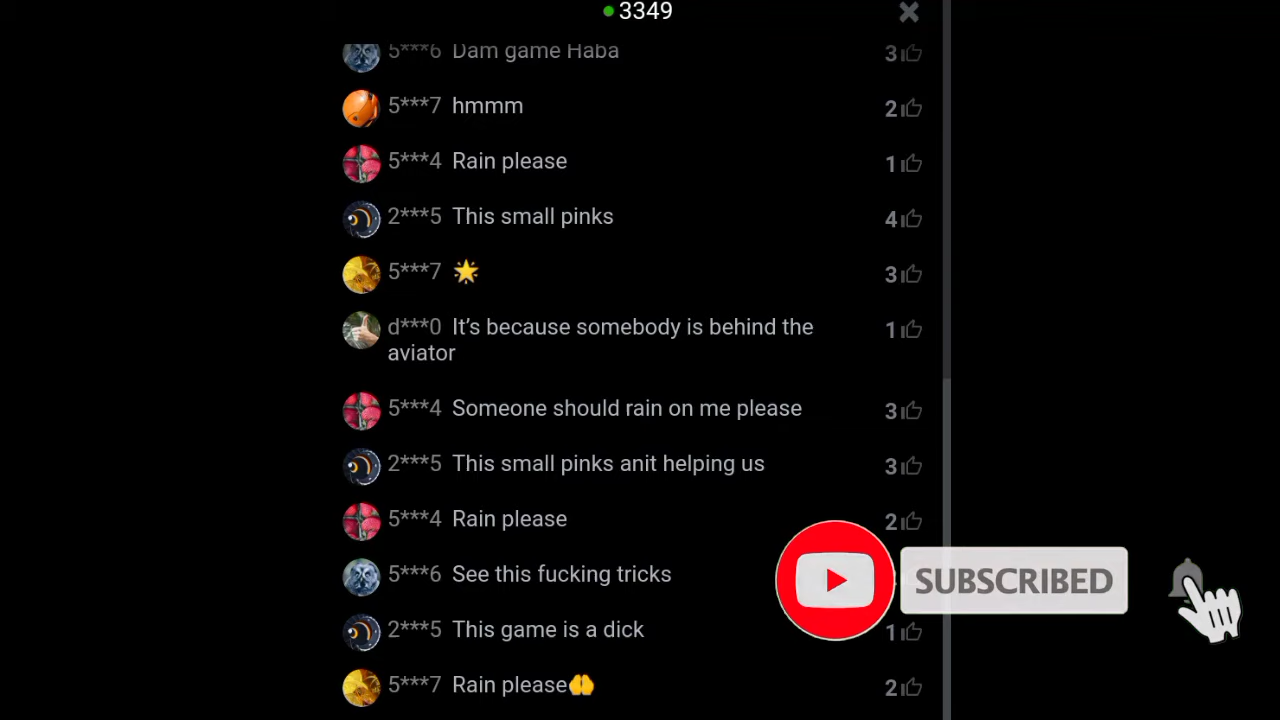 3349
5***6 Dam game Haba 3
5***7 hmmm 2
5***4 Rain please 1
2***5 This small pinks 4
5***7 🌟 3
d***0 It’s because somebody is behind the 1
aviator
5***4 Someone should rain on me please 3
2***5 This small pinks anit helping us 3
5***4 Rain please 2
5***6 See this fucking tricks
SUBSCRIBED
2***5 This game is a dick 1
5***7 Rain please🤲 2